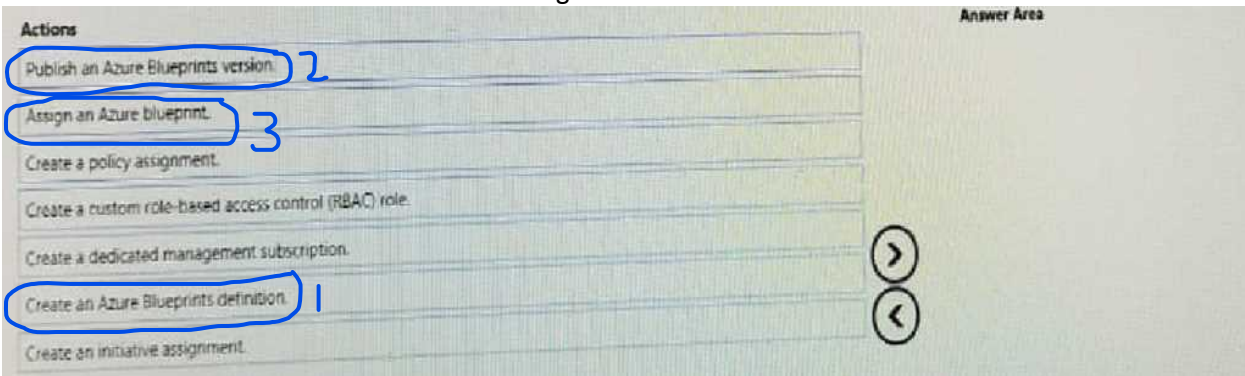 Answer Area
Actions
Publish an Azure Blueprints version. 2
Assign an Azure blueprint. 3
Create a policy assignment.
Create a custom role-based access control (RBAC) role.
Create a dedicated management subscription.
Create an Azure Blueprints definition. 1
Create an initiative assignment.